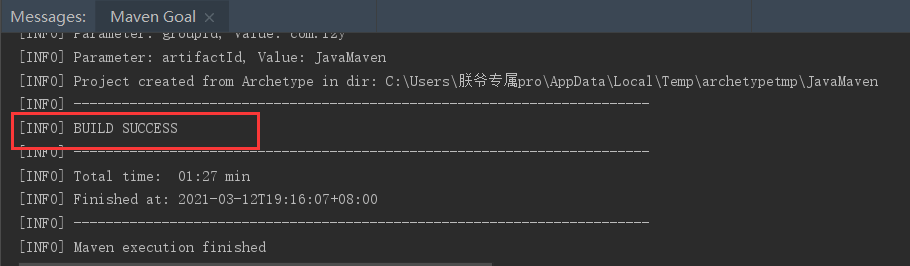 Messages: Maven Goal ×
[INFO] Parameter: groupId, Value: com.lzy
[INFO] Parameter: artifactId, Value: JavaMaven
[INFO] Project created from Archetype in dir: C:\Users\朕爷专属pro\AppData\Local\Temp\archetypetmp\JavaMaven
[INFO] ------------------------------------------------------------------------
[INFO] BUILD SUCCESS
[INFO] ------------------------------------------------------------------------
[INFO] Total time:  01:27 min
[INFO] Finished at: 2021-03-12T19:16:07+08:00
[INFO] ------------------------------------------------------------------------
[INFO] Maven execution finished